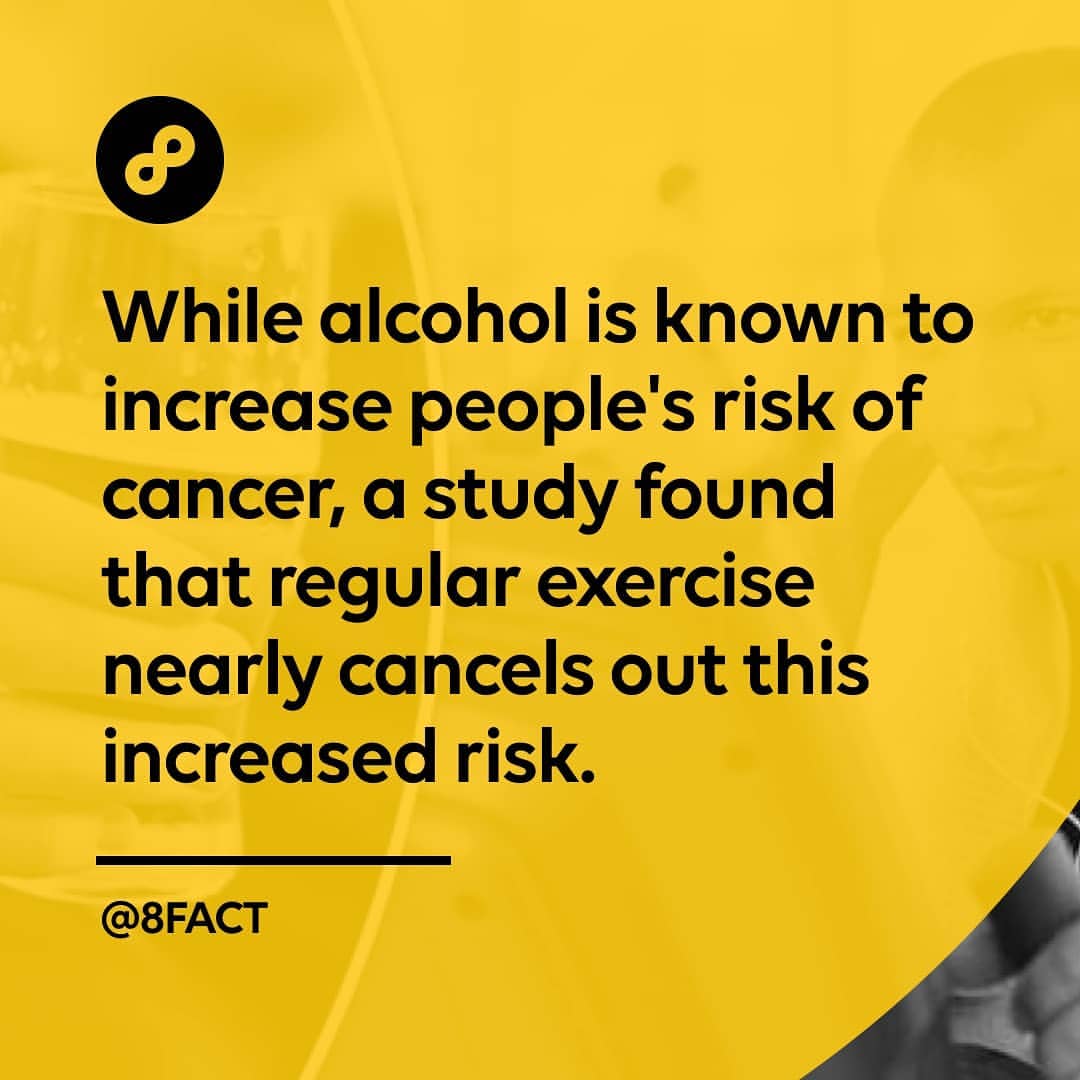 While alcohol is known to
increase people's risk of
cancer, a study found
that regular exercise
nearly cancels out this
increased risk.
@8FACT